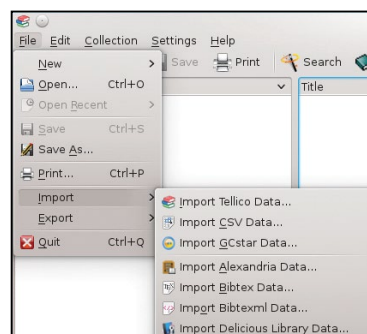 File Edit Collection Settings Help
New Save Print Search
Open... Ctrl+O Title
Open Recent
Save Ctrl+S
Save As...
Print... Ctrl+P
Import
Export
Quit Ctrl+Q
Import Tellico Data...
Import CSV Data...
Import GCstar Data...
Import Alexandria Data...
Import Bibtex Data...
Import Bibtexml Data...
Import Delicious Library Data...